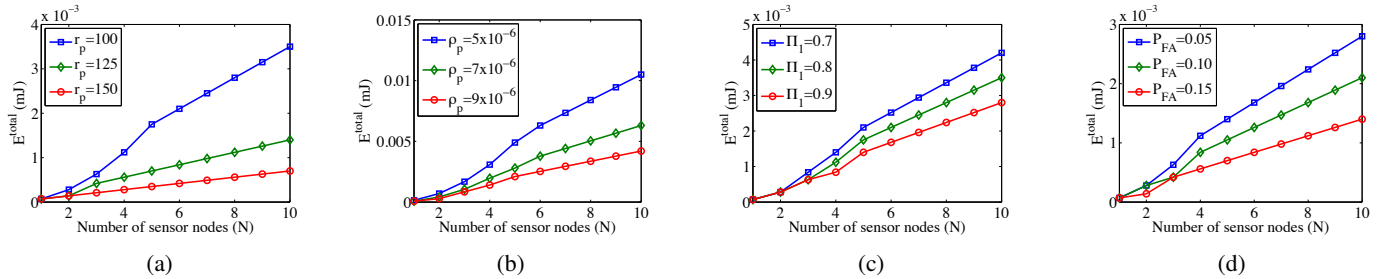 x 10⁻³
4
3
2
1
0
E^total (mJ)
r_p=100
r_p=125
r_p=150
2 4 6 8 10
Number of sensor nodes (N)
(a)
0.015
0.01
0.005
0
E^total (mJ)
ρ_p=5x10⁻⁶
ρ_p=7x10⁻⁶
ρ_p=9x10⁻⁶
2 4 6 8 10
Number of sensor nodes (N)
(b)
x 10⁻³
5
4
3
2
1
0
E^total (mJ)
Π_1=0.7
Π_1=0.8
Π_1=0.9
2 4 6 8 10
Number of sensor nodes (N)
(c)
x 10⁻³
3
2
1
0
E^total (mJ)
P_FA=0.05
P_FA=0.10
P_FA=0.15
2 4 6 8 10
Number of sensor nodes (N)
(d)